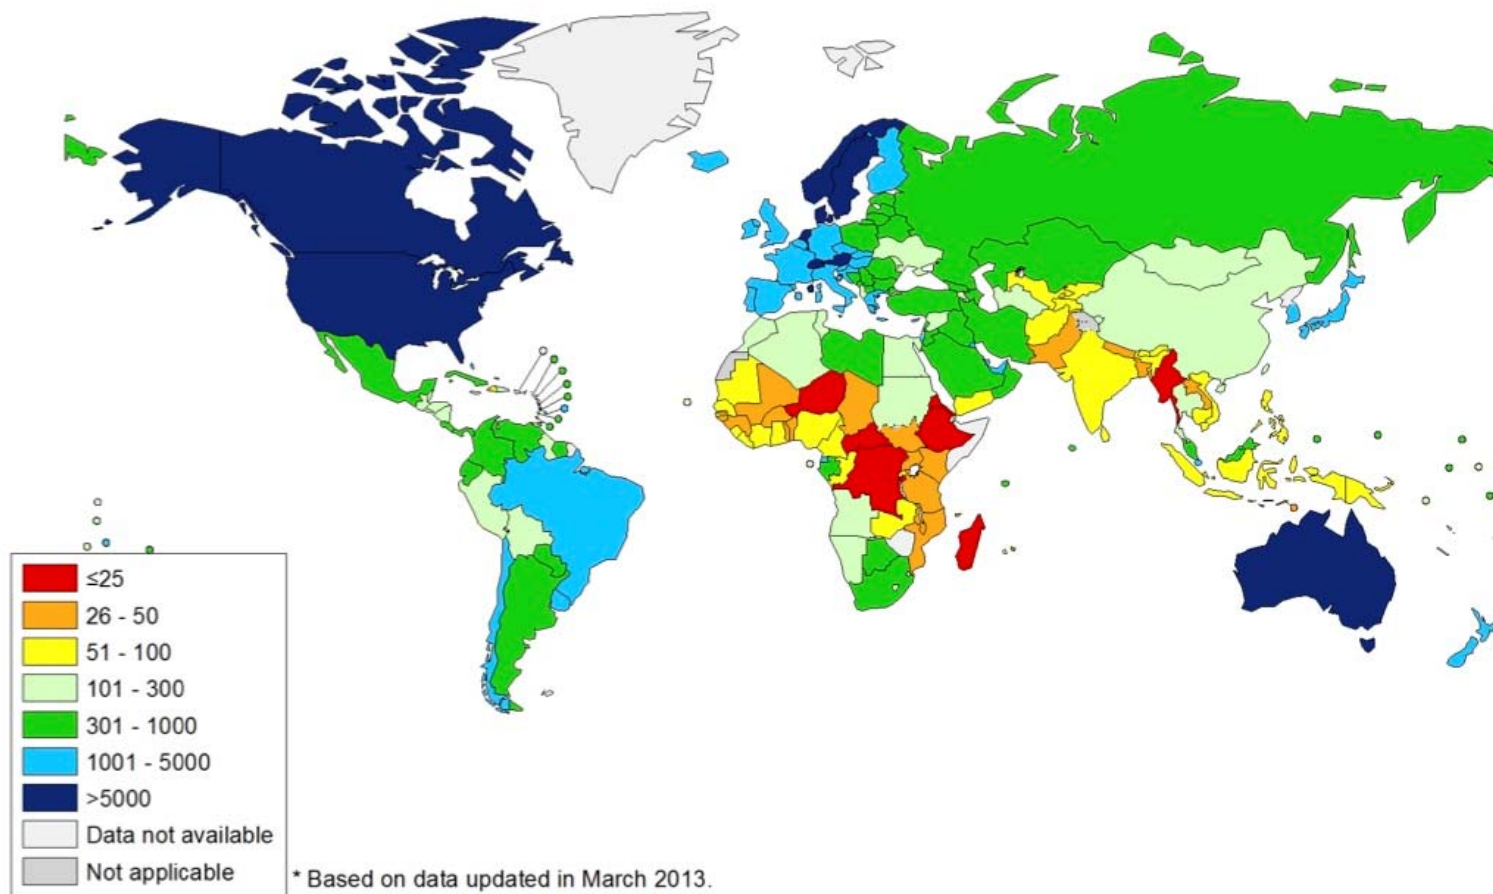 ≤25
26 - 50
51 - 100
101 - 300
301 - 1000
1001 - 5000
>5000
Data not available
Not applicable
* Based on data updated in March 2013.